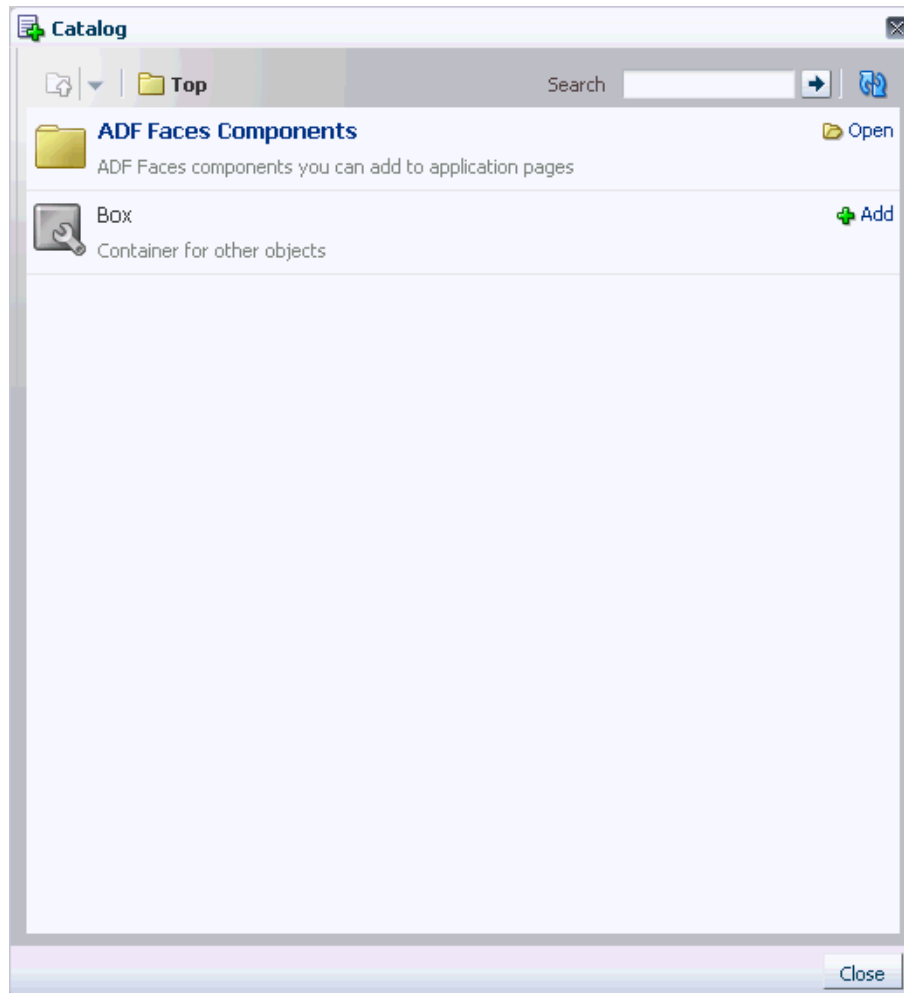 Catalog
Top Search
ADF Faces Components Open
ADF Faces components you can add to application pages
Box Add
Container for other objects
Close